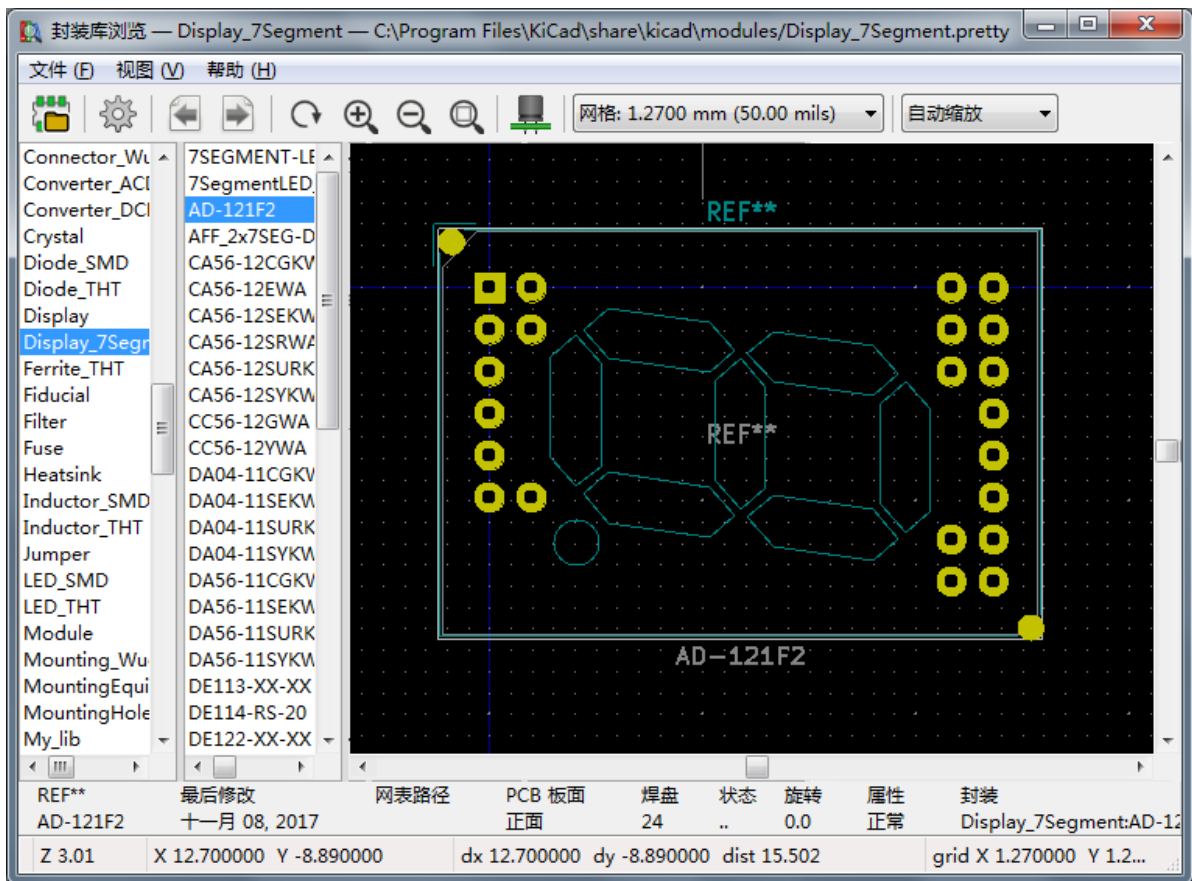 封装库浏览 — Display_7Segment — C:\Program Files\KiCad\share\kicad\modules/Display_7Segment.pretty
文件 (F) 视图 (V) 帮助 (H)
网格: 1.2700 mm (50.00 mils) 自动缩放
Connector_Wu
Converter_ACD
Converter_DCD
Crystal
Diode_SMD
Diode_THT
Display
Display_7Segr
Ferrite_THT
Fiducial
Filter
Fuse
Heatsink
Inductor_SMD
Inductor_THT
Jumper
LED_SMD
LED_THT
Module
Mounting_Wu
MountingEqui
MountingHole
My_lib
7SEGMENT-LE
7SegmentLED_
AD-121F2
AFF_2x7SEG-D
CA56-12CGKW
CA56-12EWA
CA56-12SEKW
CA56-12SRWA
CA56-12SURK
CA56-12SYKW
CC56-12GWA
CC56-12YWA
DA04-11CGKW
DA04-11SEKW
DA04-11SURK
DA04-11SYKW
DA56-11CGKW
DA56-11SEKW
DA56-11SURK
DA56-11SYKW
DE113-XX-XX
DE114-RS-20
DE122-XX-XX
REF**
REF**
AD-121F2
REF** 最后修改 网表路径 PCB 板面 焊盘 状态 旋转 属性 封装
AD-121F2 十一月 08, 2017 正面 24 .. 0.0 正常 Display_7Segment:AD-12
Z 3.01 X 12.700000 Y -8.890000 dx 12.700000 dy -8.890000 dist 15.502 grid X 1.270000 Y 1.2...